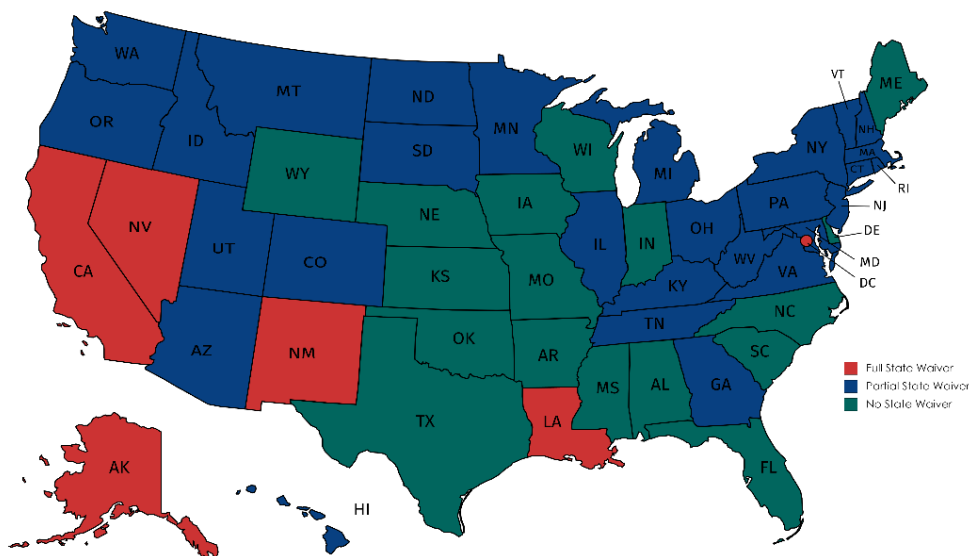 WA
MT
ND
MN
OR
ID
SD
WY
WI
MI
NY
VT
NH
ME
MA
CT
RI
NJ
PA
NV
UT
CO
NE
IA
IL
IN
OH
DE
MD
DC
CA
KS
MO
WV
VA
KY
AZ
NM
OK
AR
TN
NC
SC
TX
LA
MS
AL
GA
FL
AK
HI
Full State Waiver
Partial State Waiver
No State Waiver